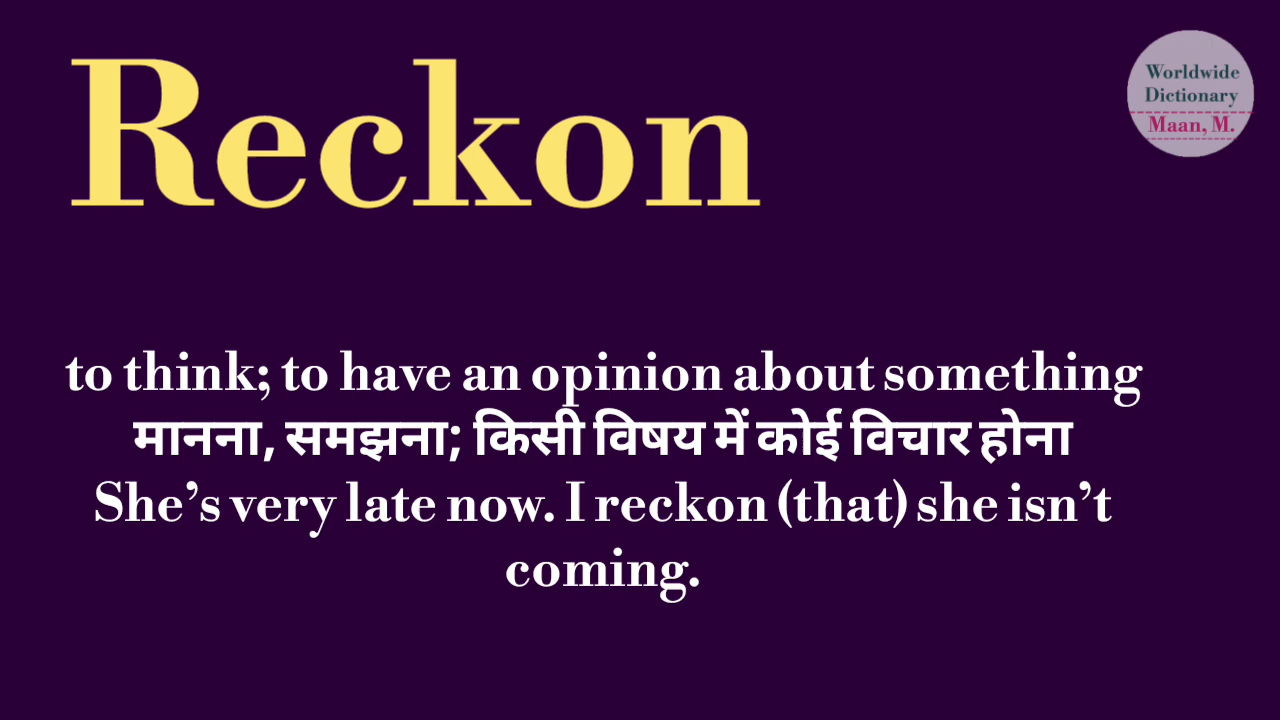 Reckon
Worldwide
Dictionary
Maan, M.
to think; to have an opinion about something
मानना, समझना; किसी विषय में कोई विचार होना
She’s very late now. I reckon (that) she isn’t
coming.